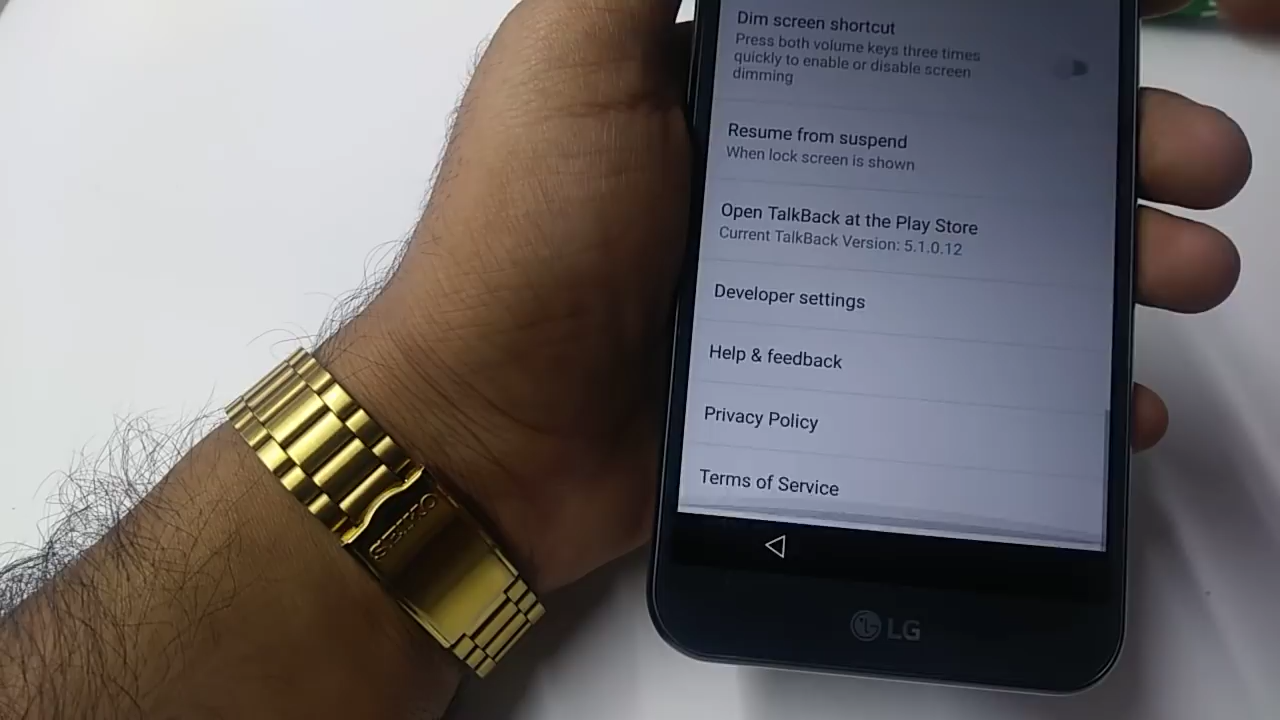 Dim screen shortcut
Press both volume keys three times
quickly to enable or disable screen
dimming
Resume from suspend
When lock screen is shown
Open TalkBack at the Play Store
Current TalkBack Version: 5.1.0.12
Developer settings
Help & feedback
Privacy Policy
Terms of Service
SEIKO
LG